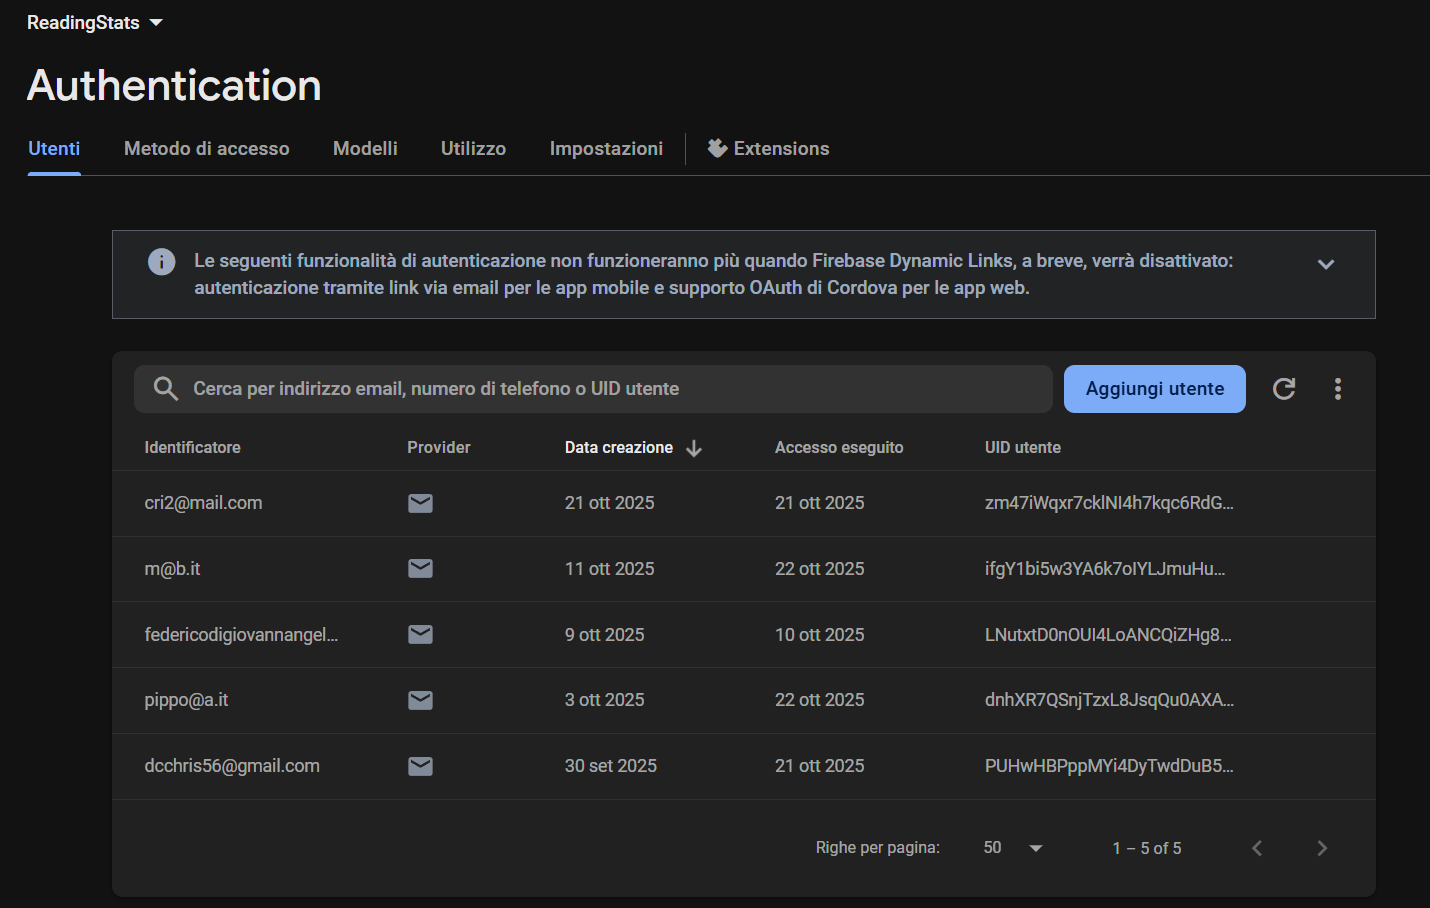 ReadingStats
Authentication
Utenti Metodo di accesso Modelli Utilizzo Impostazioni Extensions
Le seguenti funzionalità di autenticazione non funzioneranno più quando Firebase Dynamic Links, a breve, verrà disattivato:
autenticazione tramite link via email per le app mobile e supporto OAuth di Cordova per le app web.
Cerca per indirizzo email, numero di telefono o UID utente Aggiungi utente
Identificatore Provider Data creazione Accesso eseguito UID utente
cri2@mail.com 21 ott 2025 21 ott 2025 zm47iWqxr7cklNI4h7kqc6RdG...
m@b.it 11 ott 2025 22 ott 2025 ifgY1bi5w3YA6k7oIYLJmuHu...
federicodigiovannangel... 9 ott 2025 10 ott 2025 LNutxtD0nOUI4LoANCQiZHg8...
pippo@a.it 3 ott 2025 22 ott 2025 dnhXR7QSnjTzxL8JsqQu0AXA...
dcchris56@gmail.com 30 set 2025 21 ott 2025 PUHwHBPppMYi4DyTwdDuB5...
Righe per pagina: 50 1 – 5 of 5